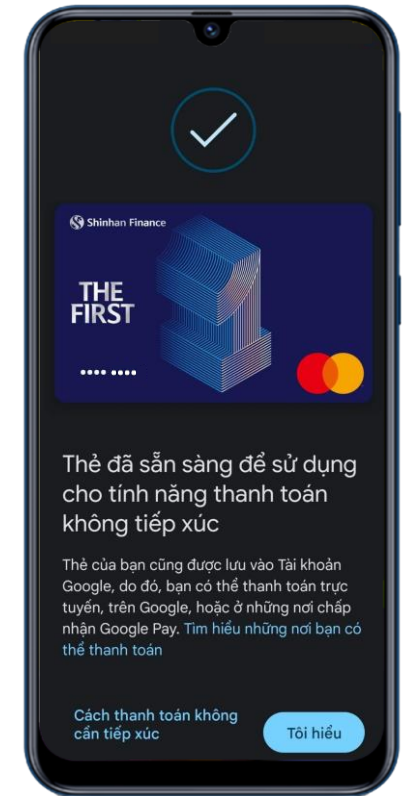 Shinhan Finance
THE
FIRST
•••• ••••
Thẻ đã sẵn sàng để sử dụng
cho tính năng thanh toán
không tiếp xúc
Thẻ của bạn cũng được lưu vào Tài khoản
Google, do đó, bạn có thể thanh toán trực
tuyến, trên Google, hoặc ở những nơi chấp
nhận Google Pay. Tìm hiểu những nơi bạn có
thể thanh toán
Cách thanh toán không
cần tiếp xúc
Tôi hiểu